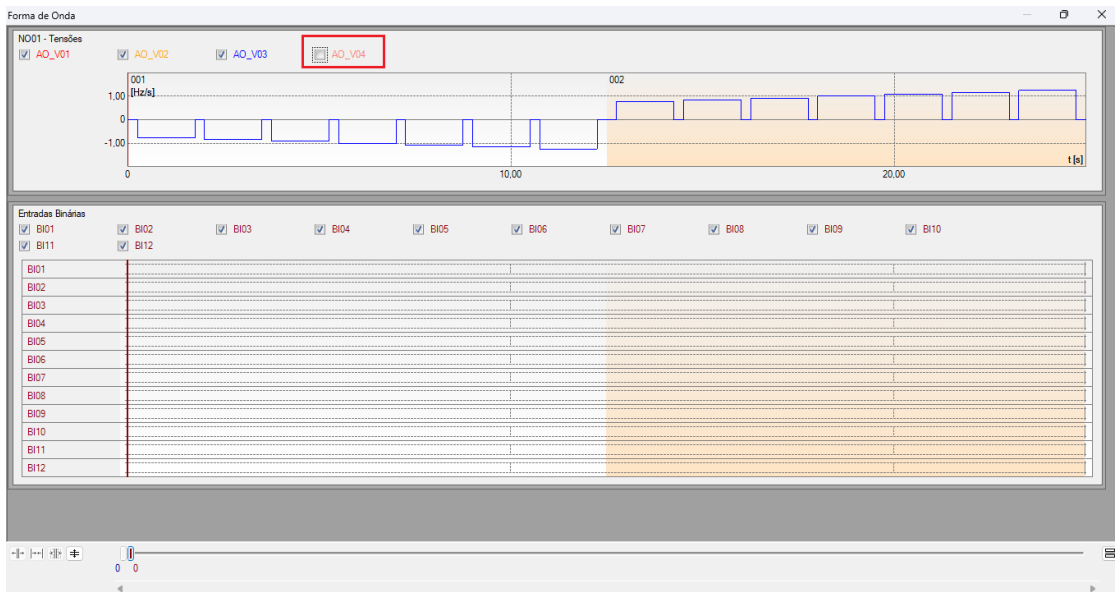 Forma de Onda
NO01 - Tensões
AO_V01 AO_V02 AO_V03 AO_V04
001 002
[Hz/s]
1,00
0
-1,00
t [s]
0 10,00 20,00
Entradas Binárias
BI01 BI02 BI03 BI04 BI05 BI06 BI07 BI08 BI09 BI10
BI11 BI12
BI01
BI02
BI03
BI04
BI05
BI06
BI07
BI08
BI09
BI10
BI11
BI12
0 0